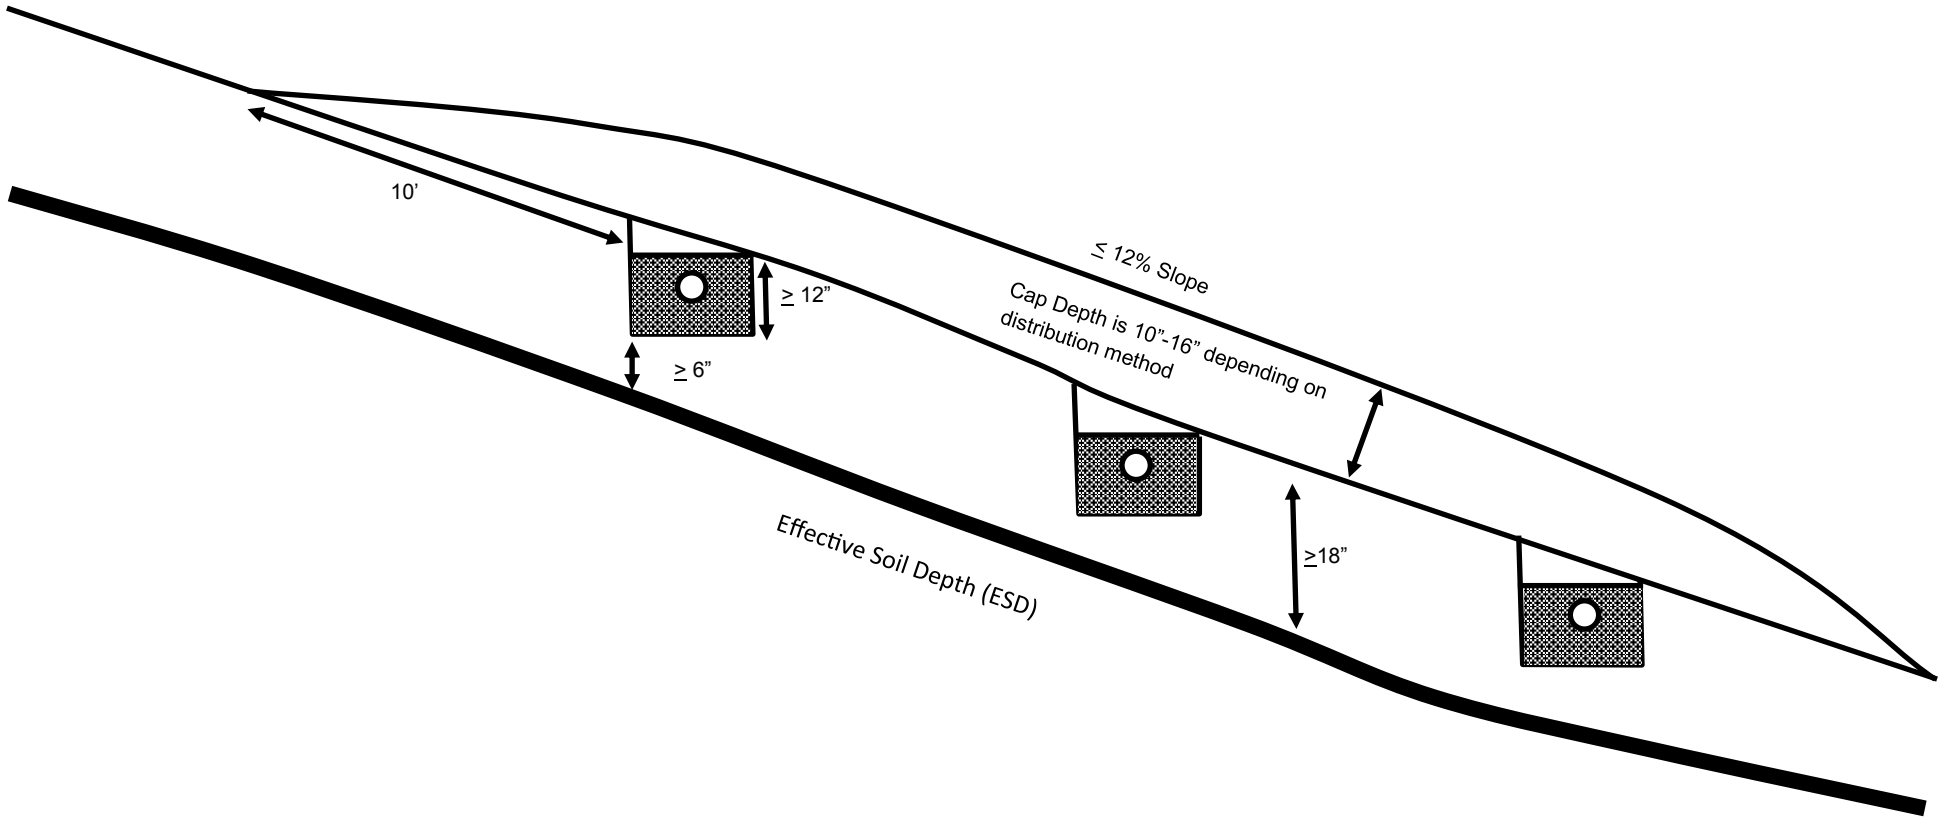 10’
≥ 12”
≥ 6”
≤ 12% Slope
Cap Depth is 10”-16” depending on
distribution method
≥18”
Effective Soil Depth (ESD)